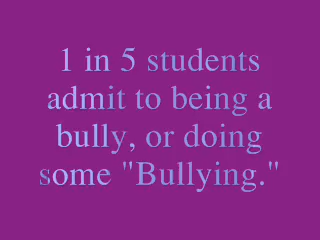 1 in 5 students
admit to being a
bully, or doing
some "Bullying."